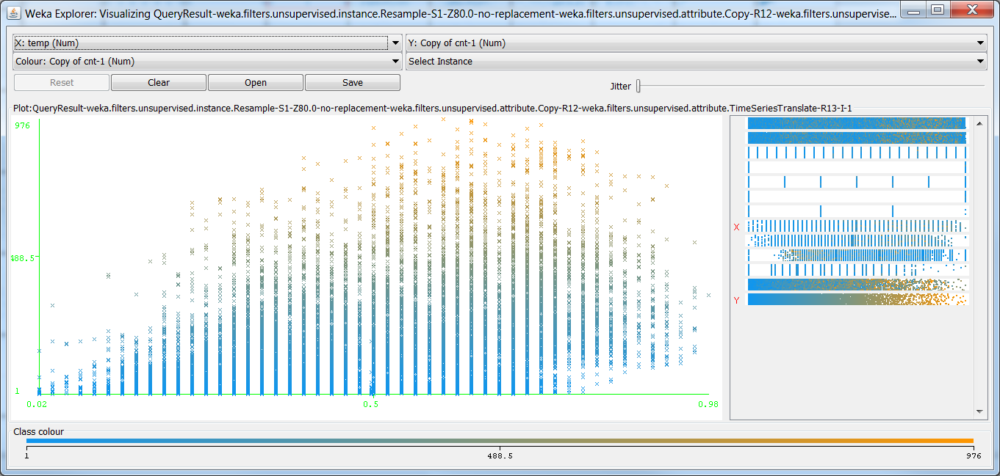 Weka Explorer: Visualizing QueryResult-weka.filters.unsupervised.instance.Resample-S1-Z80.0-no-replacement-weka.filters.unsupervised.attribute.Copy-R12-weka.filters.unsupervise...
X: temp (Num) Y: Copy of cnt-1 (Num)
Colour: Copy of cnt-1 (Num) Select Instance
Reset Clear Open Save Jitter
Plot:QueryResult-weka.filters.unsupervised.instance.Resample-S1-Z80.0-no-replacement-weka.filters.unsupervised.attribute.Copy-R12-weka.filters.unsupervised.attribute.TimeSeriesTranslate-R13-I-1
976
X
488.5
Y
1
0.02 0.5 0.98
Class colour
1 488.5 976